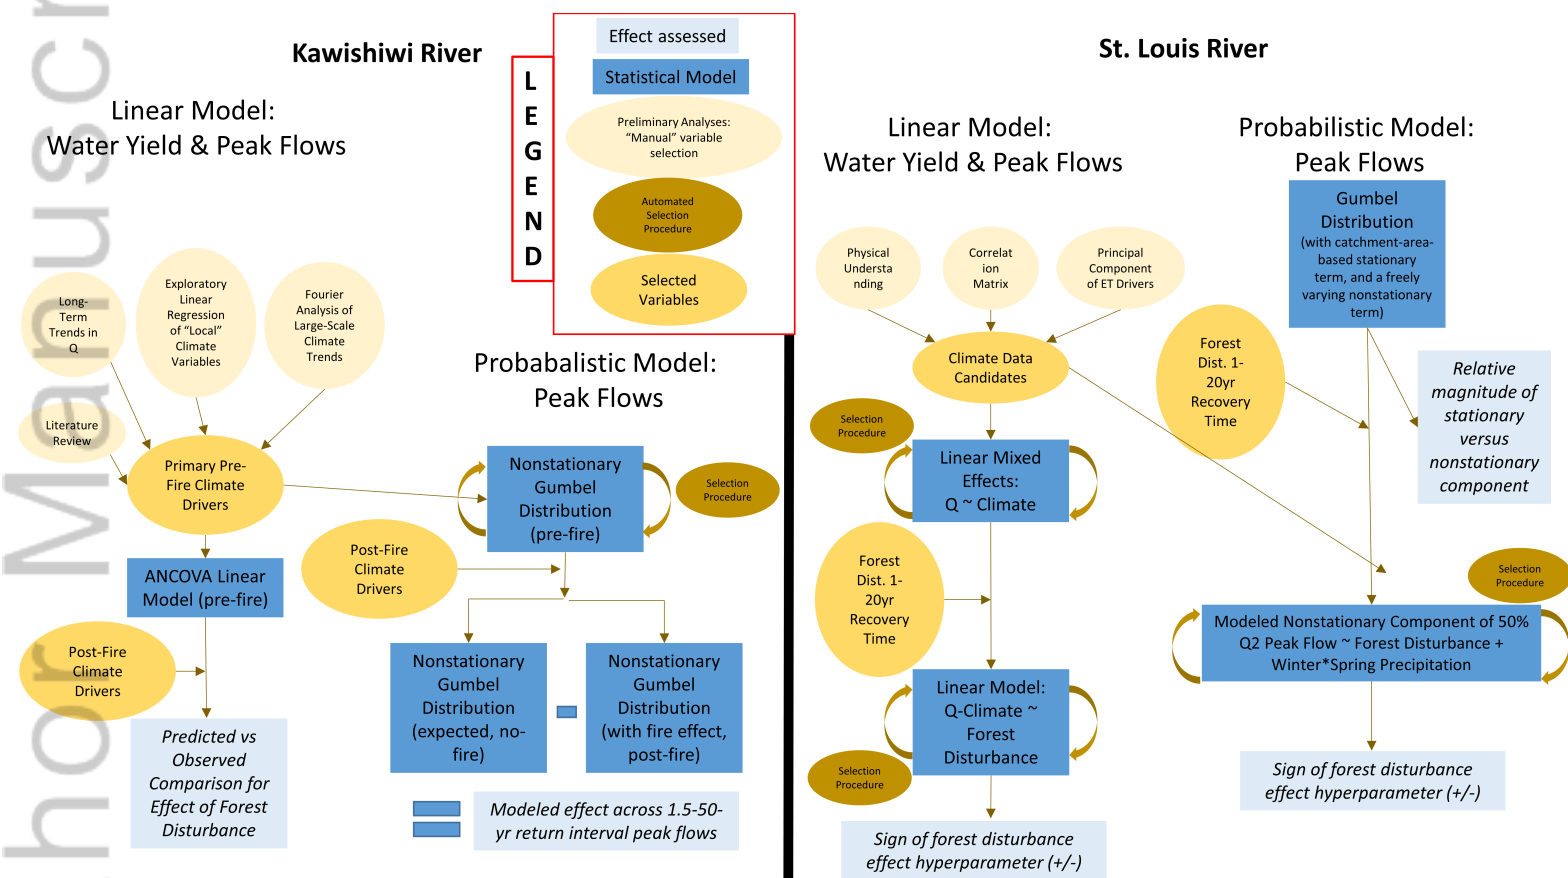 hor Manuscr
Kawishiwi River
Linear Model:
Water Yield & Peak Flows
L
E
G
E
N
D
Effect assessed
Statistical Model
Preliminary Analyses:
“Manual” variable
selection
Automated
Selection
Procedure
Selected
Variables
Long-
Term
Trends in
Q
Exploratory
Linear
Regression
of “Local”
Climate
Variables
Fourier
Analysis of
Large-Scale
Climate
Trends
Literature
Review
Primary Pre-
Fire Climate
Drivers
ANCOVA Linear
Model (pre-fire)
Post-Fire
Climate
Drivers
Predicted vs
Observed
Comparison for
Effect of Forest
Disturbance
Probabalistic Model:
Peak Flows
Nonstationary
Gumbel
Distribution
(pre-fire)
Selection
Procedure
Post-Fire
Climate
Drivers
Nonstationary
Gumbel
Distribution
(expected, no-
fire)
Nonstationary
Gumbel
Distribution
(with fire effect,
post-fire)
Modeled effect across 1.5-50-
yr return interval peak flows
St. Louis River
Linear Model:
Water Yield & Peak Flows
Physical
Understa
nding
Correlat
ion
Matrix
Principal
Component
of ET Drivers
Climate Data
Candidates
Selection
Procedure
Linear Mixed
Effects:
Q ~ Climate
Forest
Dist. 1-
20yr
Recovery
Time
Linear Model:
Q-Climate ~
Forest
Disturbance
Selection
Procedure
Sign of forest disturbance
effect hyperparameter (+/-)
Probabilistic Model:
Peak Flows
Gumbel
Distribution
(with catchment-area-
based stationary
term, and a freely
varying nonstationary
term)
Forest
Dist. 1-
20yr
Recovery
Time
Relative
magnitude of
stationary
versus
nonstationary
component
Selection
Procedure
Modeled Nonstationary Component of 50%
Q2 Peak Flow ~ Forest Disturbance +
Winter*Spring Precipitation
Sign of forest disturbance
effect hyperparameter (+/-)